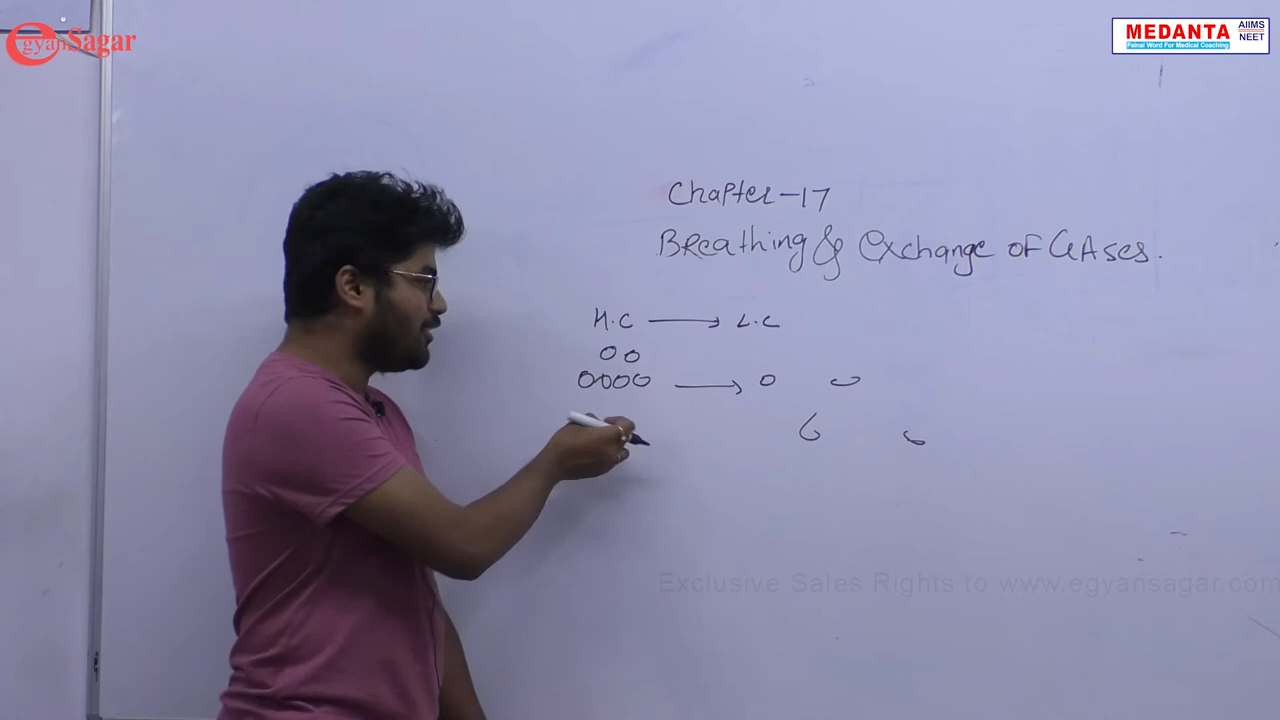 egyanSagar
MEDANTA
Fainal Word For Medical Coaching
AIIMS
NEET
Chapter-17
Breathing & Exchange of GAses.
H.C → L.C
Exclusive Sales Rights to www.egyansagar.com